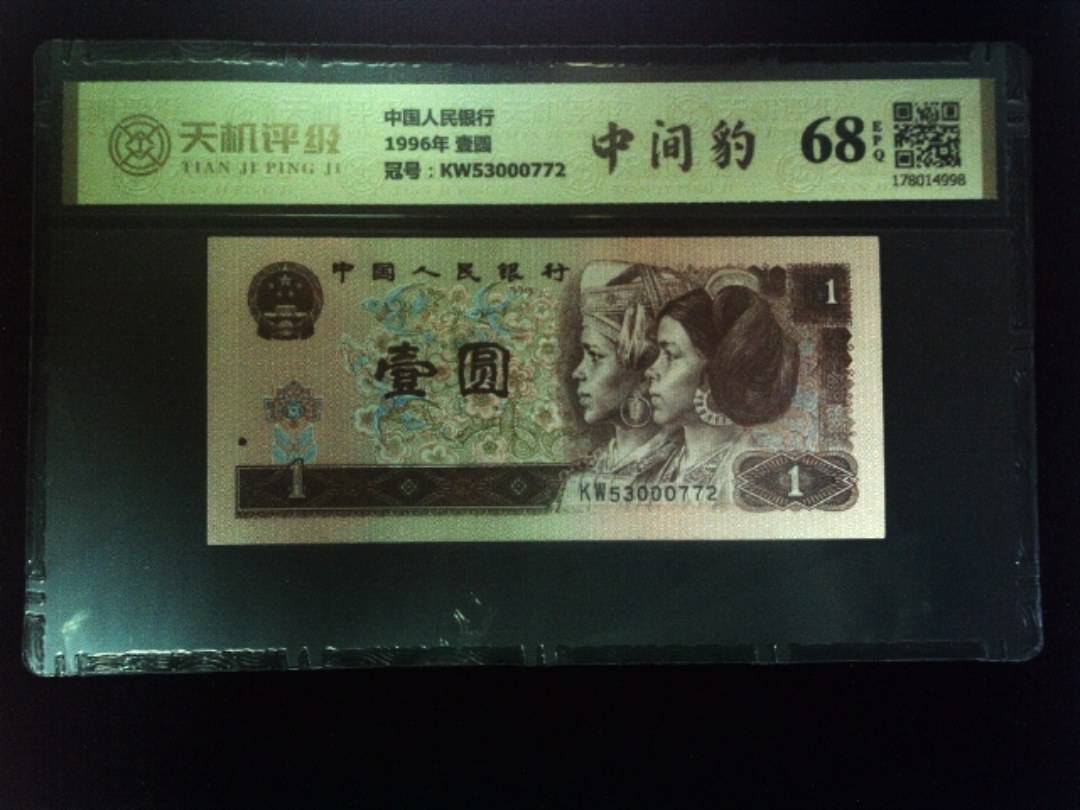 天机评级
TIAN JI PING JI
中国人民银行
1996年 壹圆
冠号：KW53000772
中间豹
68
EPQ
178014998
中国人民银行
1
壹圆
1
KW53000772
1